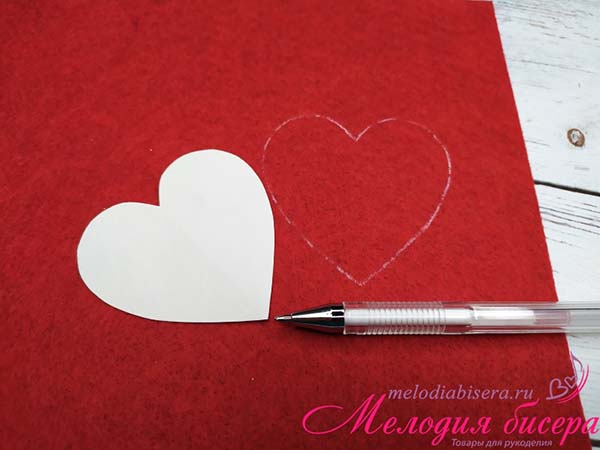 melodiabisera.ru
Мелодия бисера
Товары для рукоделия